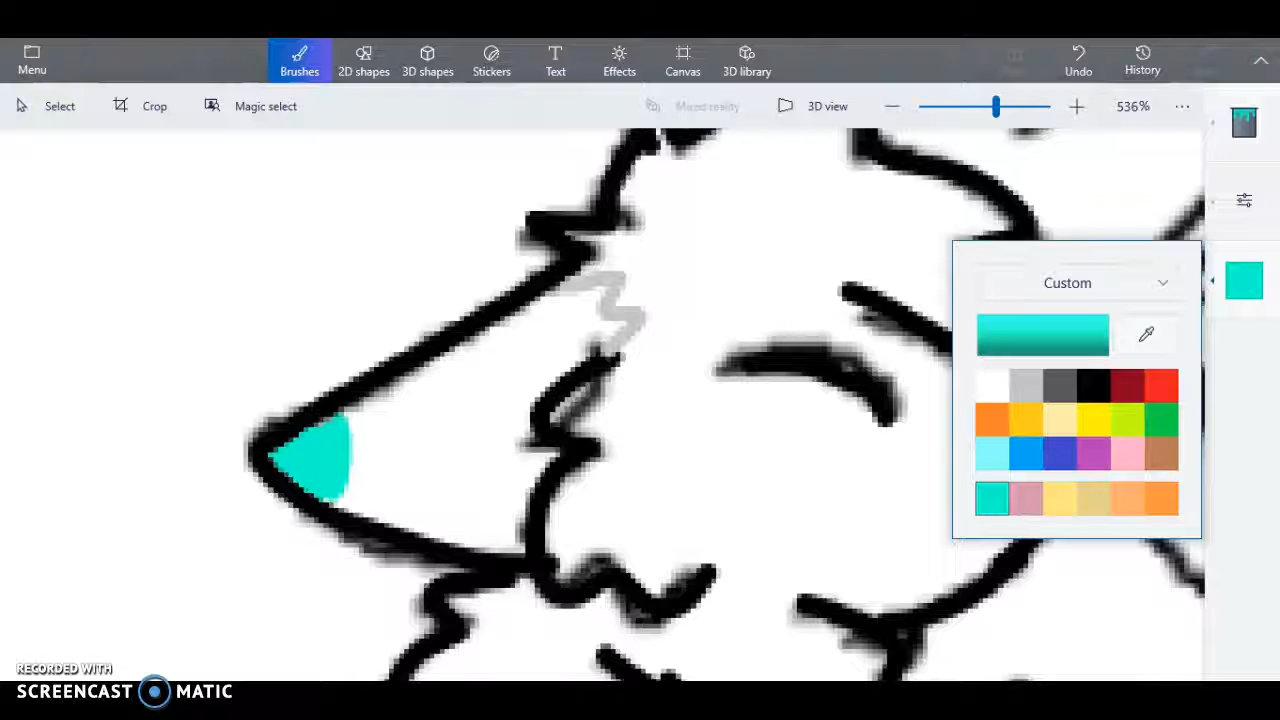 Menu
Brushes
2D shapes
3D shapes
Stickers
Text
Effects
Canvas
3D library
Undo
History
Select
Crop
Magic select
Mixed reality
3D view
536%
Custom
RECORDED WITH
SCREENCAST MATIC